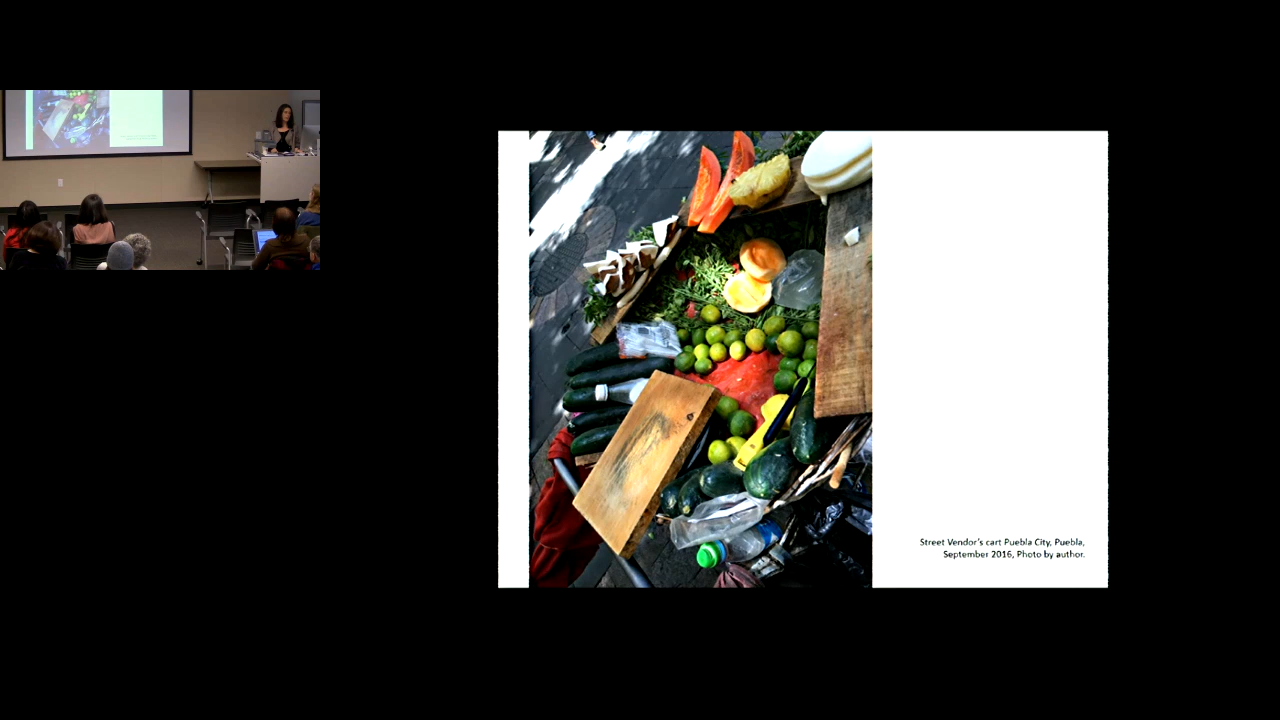 Street Vendor's cart Puebla City, Puebla,
September 2016, Photo by author.